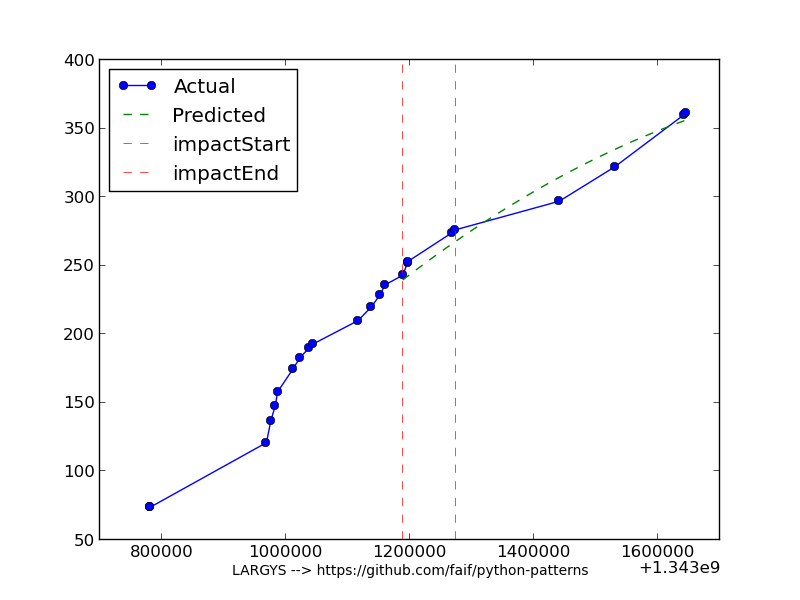 400
350
300
250
200
150
100
50
Actual
Predicted
impactStart
impactEnd
800000 1000000 1200000 1400000 1600000
+1.343e9
LARGYS --> https://github.com/faif/python-patterns